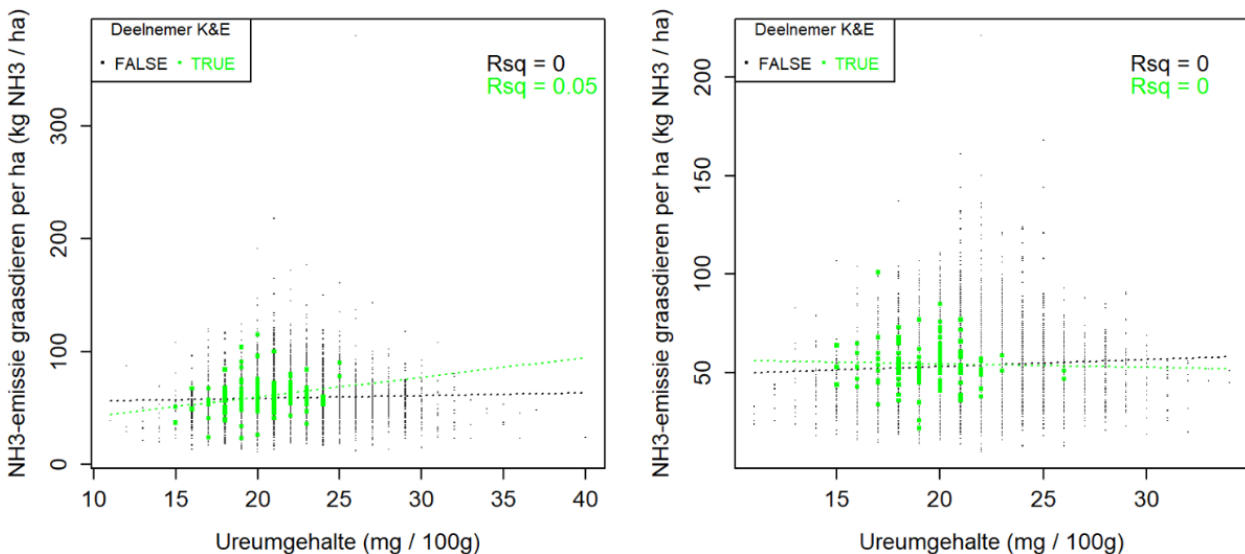 Deelnemer K&E
FALSE TRUE
Rsq = 0
Rsq = 0.05
NH3-emissie graasdieren per ha (kg NH3 / ha)
300
200
100
0
10 15 20 25 30 35 40
Ureumgehalte (mg / 100g)
Deelnemer K&E
FALSE TRUE
Rsq = 0
Rsq = 0
NH3-emissie graasdieren per ha (kg NH3 / ha)
200
150
100
50
15 20 25 30
Ureumgehalte (mg / 100g)